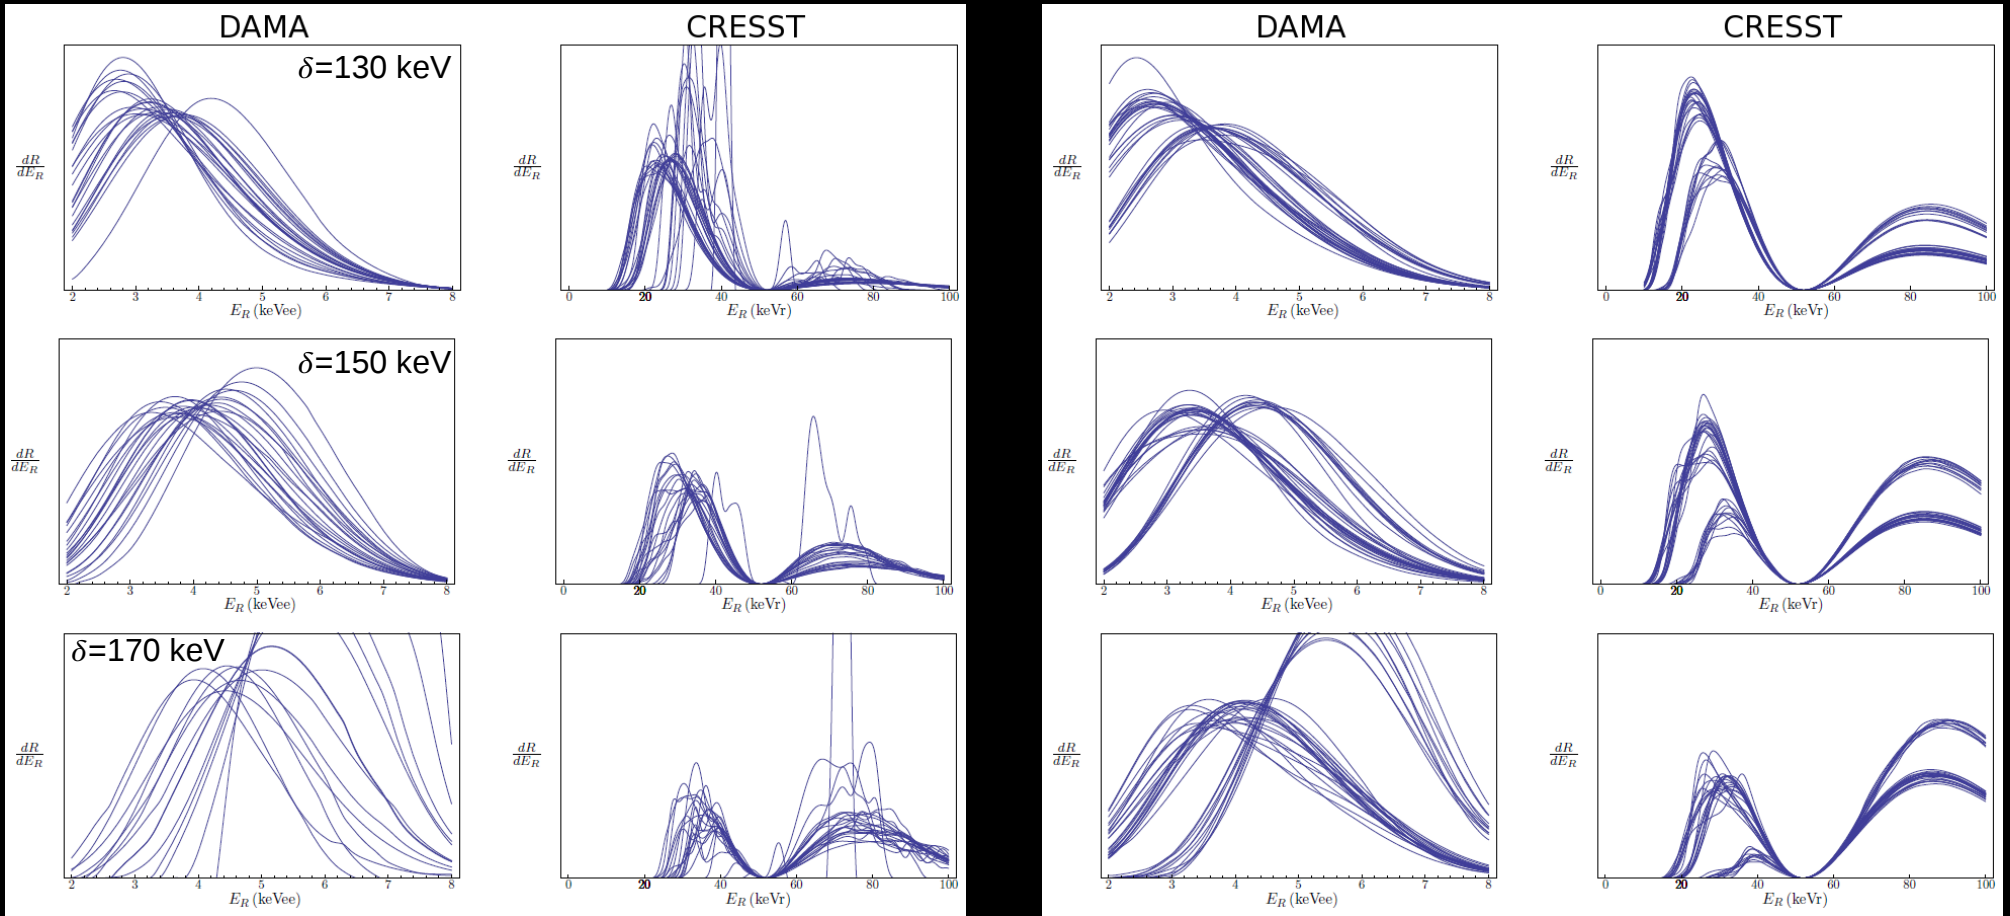 DAMA CRESST
δ=130 keV
dR/dE_R dR/dE_R
2 3 4 5 6 7 8 0 20 40 60 80 100
E_R (keVee) E_R (keVr)
δ=150 keV
dR/dE_R dR/dE_R
2 3 4 5 6 7 8 0 20 40 60 80 100
E_R (keVee) E_R (keVr)
δ=170 keV
dR/dE_R dR/dE_R
2 3 4 5 6 7 8 0 20 40 60 80 100
E_R (keVee) E_R (keVr)
DAMA CRESST
dR/dE_R dR/dE_R
2 3 4 5 6 7 8 0 20 40 60 80 100
E_R (keVee) E_R (keVr)
dR/dE_R dR/dE_R
2 3 4 5 6 7 8 0 20 40 60 80 100
E_R (keVee) E_R (keVr)
dR/dE_R dR/dE_R
2 3 4 5 6 7 8 0 20 40 60 80 100
E_R (keVee) E_R (keVr)